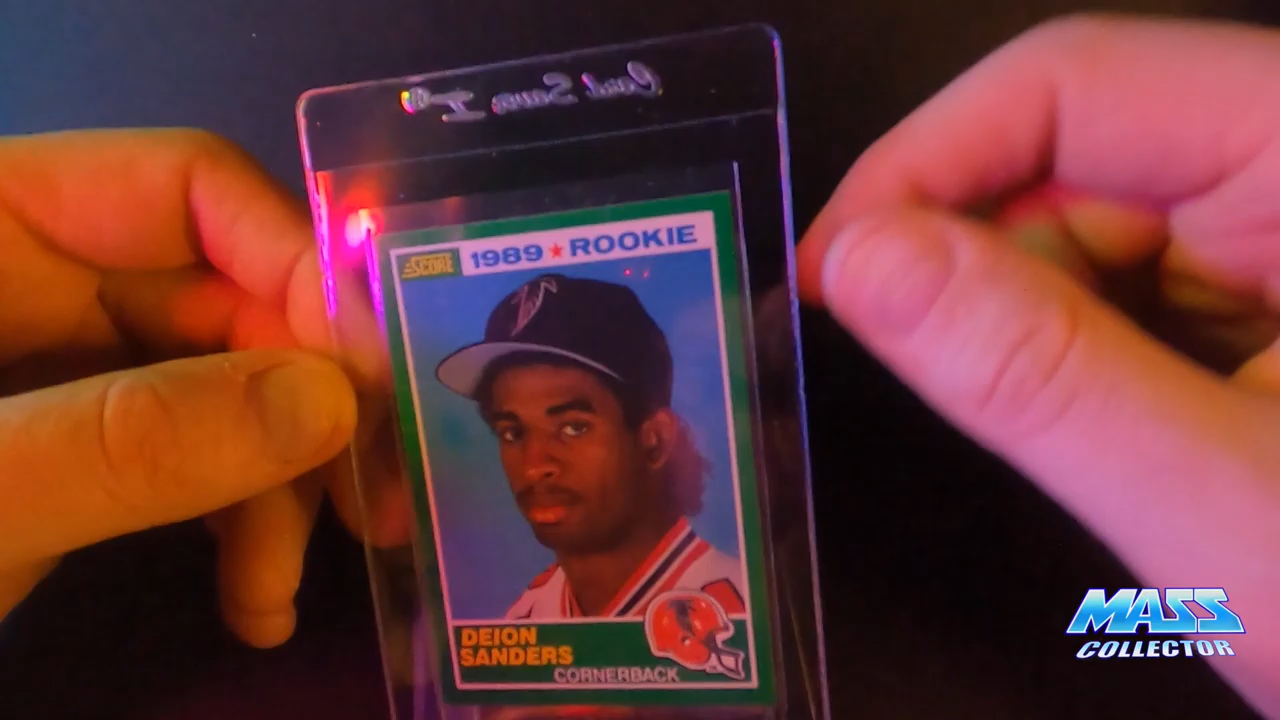 Card Saver I
SCORE
1989 ★ ROOKIE
DEION
SANDERS
CORNERBACK
MASS
COLLECTOR